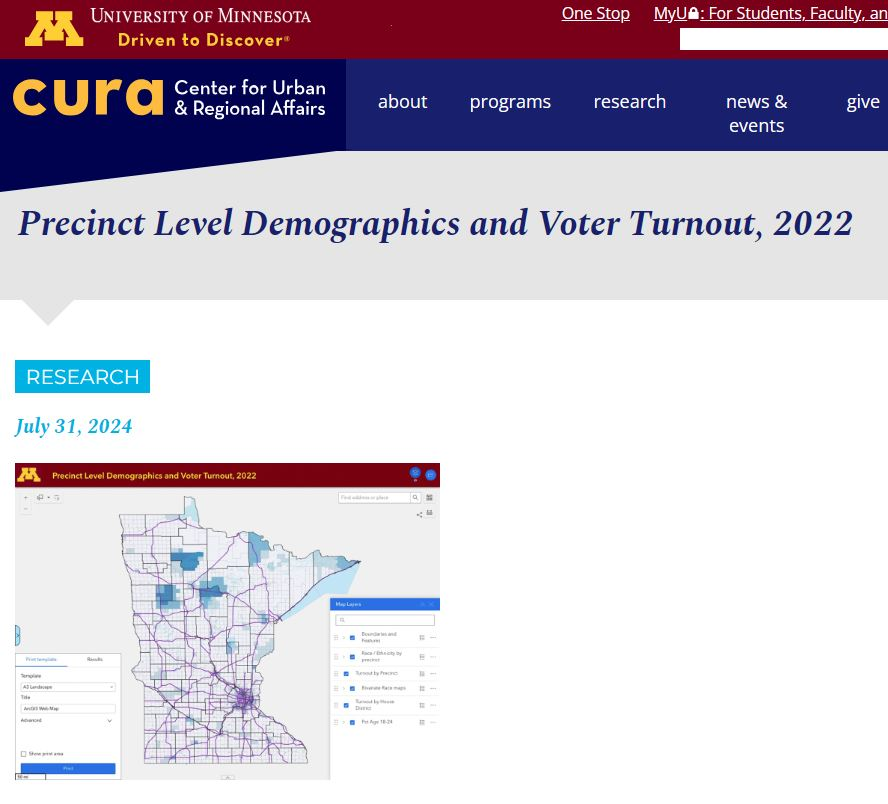 UNIVERSITY OF MINNESOTA
Driven to Discover®
One Stop
MyU: For Students, Faculty, an
cura
Center for Urban
& Regional Affairs
about
programs
research
news &
events
give
Precinct Level Demographics and Voter Turnout, 2022
RESEARCH
July 31, 2024
Precinct Level Demographics and Voter Turnout, 2022
Find address or place
Map Layers
Boundaries and
Features
Race / Ethnicity by
precinct
Turnout by Precinct
Bivariate Race maps
Turnout by House
District
Pct Age 18-24
Print template
Results
Template
A3 Landscape
Title
ArcGIS Web Map
Advanced
Show print area
Print